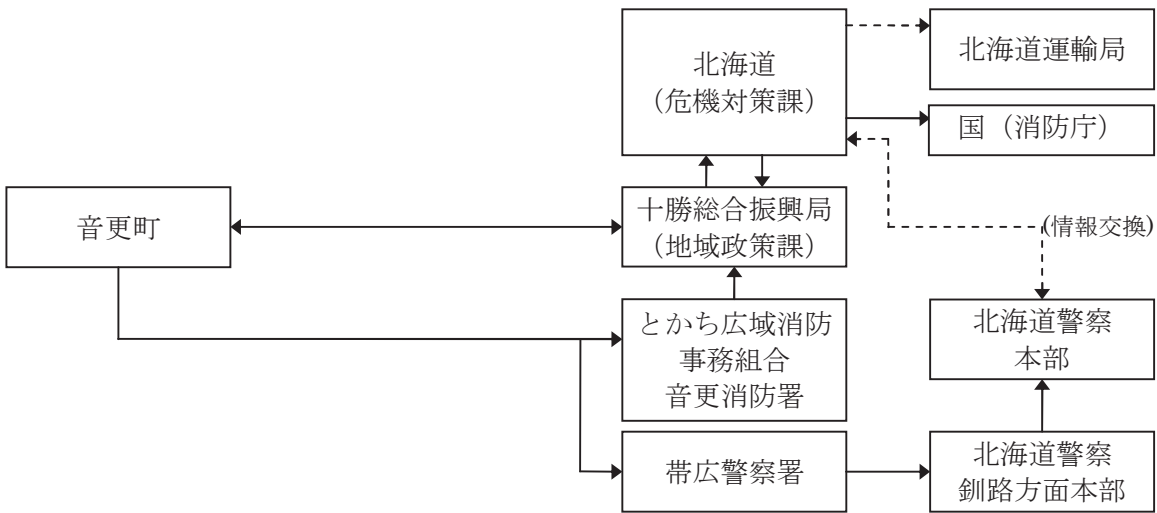 北海道
（危機対策課）
北海道運輸局
国（消防庁）
音更町
十勝総合振興局
（地域政策課）
(情報交換)
とかち広域消防
事務組合
音更消防署
北海道警察
本部
帯広警察署
北海道警察
釧路方面本部